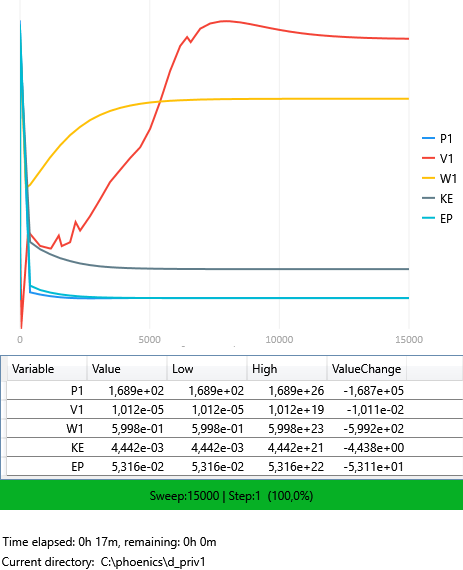 P1
V1
W1
KE
EP
0 5000 10000 15000
Variable Value Low High ValueChange
P1 1,689e+02 1,689e+02 1,689e+26 -1,687e+05
V1 1,012e-05 1,012e-05 1,012e+19 -1,011e-02
W1 5,998e-01 5,998e-01 5,998e+23 -5,992e+02
KE 4,442e-03 4,442e-03 4,442e+21 -4,438e+00
EP 5,316e-02 5,316e-02 5,316e+22 -5,311e+01
Sweep:15000 | Step:1 (100,0%)
Time elapsed: 0h 17m, remaining: 0h 0m
Current directory: C:\phoenics\d_priv1